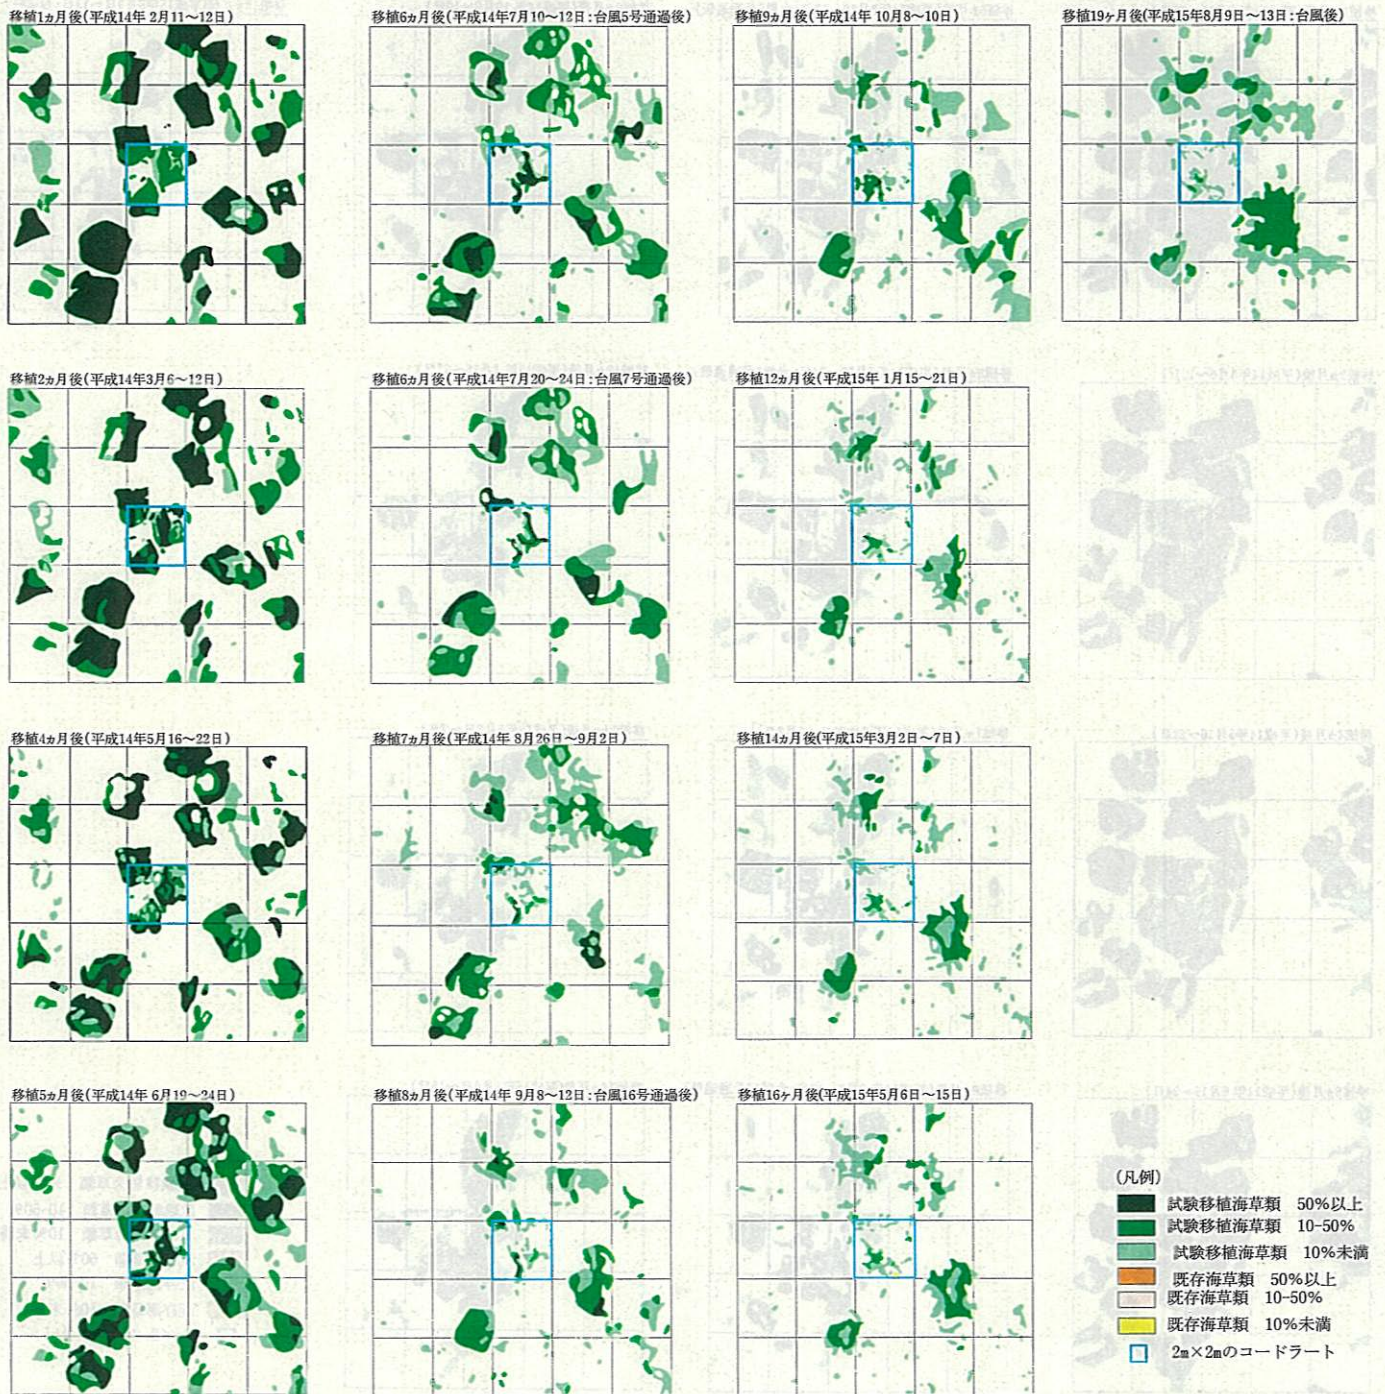 移植1ヵ月後(平成14年 2月11～12日)
移植6ヵ月後(平成14年7月10～12日:台風5号通過後)
移植9ヵ月後(平成14年 10月8～10日)
移植19ヶ月後(平成15年8月9日～13日:台風後)
移植2ヵ月後(平成14年3月6～12日)
移植6ヵ月後(平成14年7月20～24日:台風7号通過後)
移植12ヵ月後(平成15年 1月15～21日)
移植4ヵ月後(平成14年5月16～22日)
移植7ヵ月後(平成14年 8月26日～9月2日)
移植14ヵ月後(平成15年3月2日～7日)
移植5ヵ月後(平成14年 6月19～24日)
移植8ヵ月後(平成14年 9月8～12日:台風16号通過後)
移植16ヶ月後(平成15年5月6日～15日)
(凡例)
試験移植海草類 50%以上
試験移植海草類 10-50%
試験移植海草類 10%未満
既存海草類 50%以上
既存海草類 10-50%
既存海草類 10%未満
2m×2mのコードラート